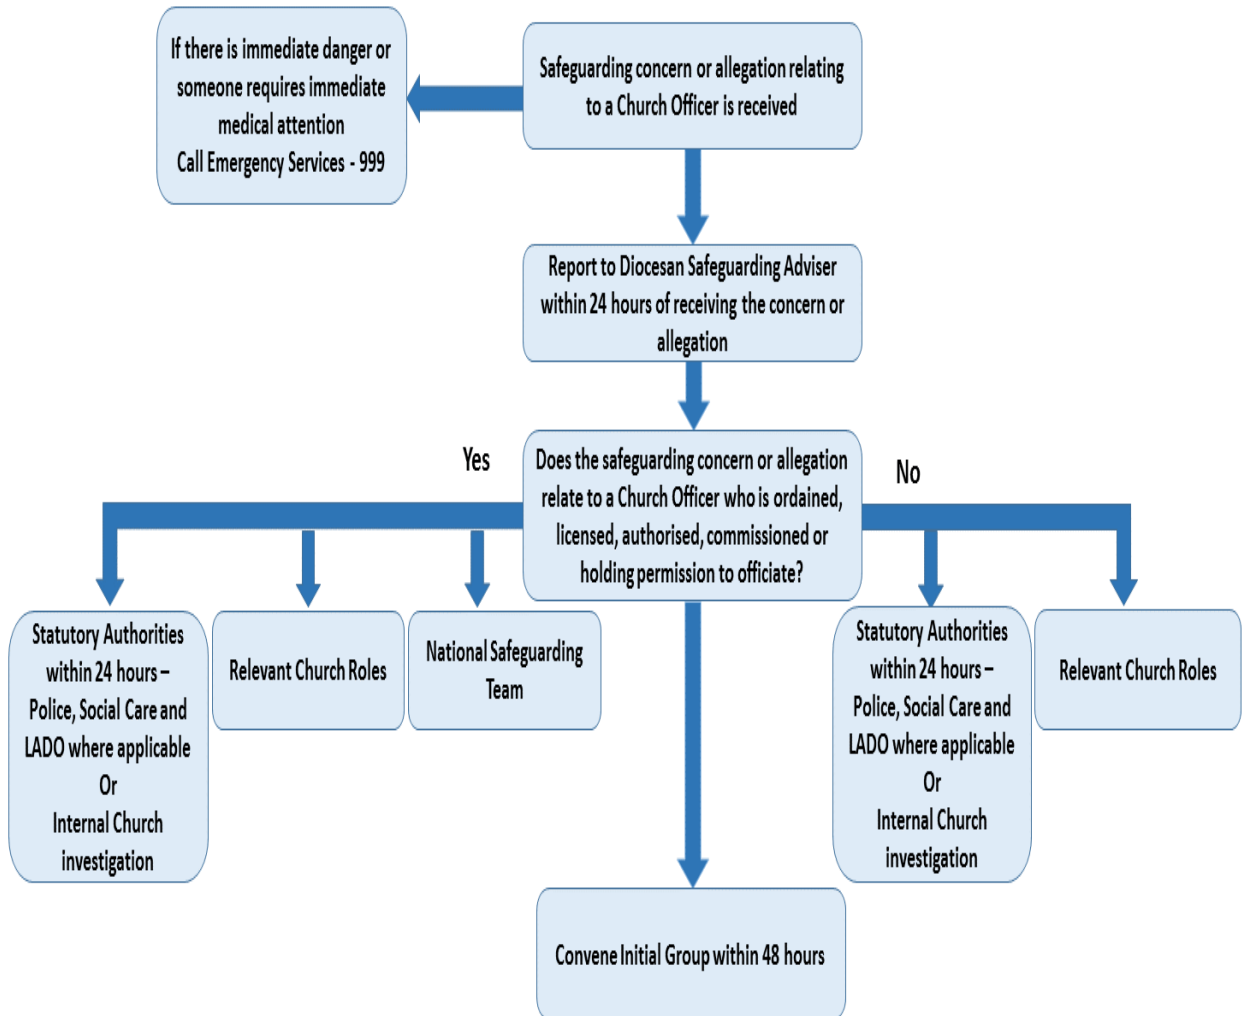 If there is immediate danger or
someone requires immediate
medical attention
Call Emergency Services - 999
Safeguarding concern or allegation relating
to a Church Officer is received
Report to Diocesan Safeguarding Adviser
within 24 hours of receiving the concern or
allegation
Yes
Does the safeguarding concern or allegation
relate to a Church Officer who is ordained,
licensed, authorised, commissioned or
holding permission to officiate?
No
Statutory Authorities
within 24 hours –
Police, Social Care and
LADO where applicable
Or
Internal Church
investigation
Relevant Church Roles
National Safeguarding
Team
Statutory Authorities
within 24 hours –
Police, Social Care and
LADO where applicable
Or
Internal Church
investigation
Relevant Church Roles
Convene Initial Group within 48 hours